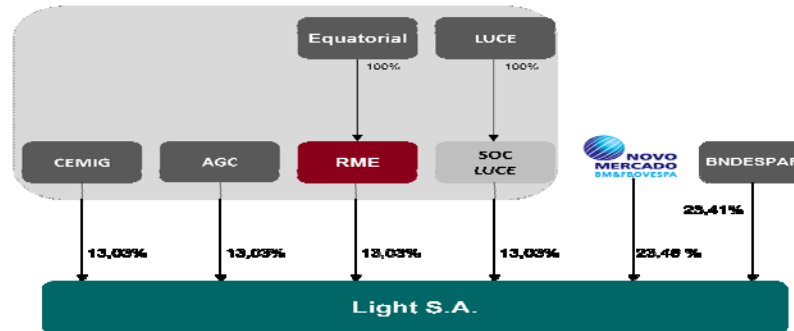 Equatorial
LUCE
100%
100%
CEMIG
AGC
RME
SOC
LUCE
NOVO
MERCADO
BM&FBOVESPA
BNDESPAR
13,03%
13,03%
13,03%
13,03%
23,46 %
23,41%
Light S.A.